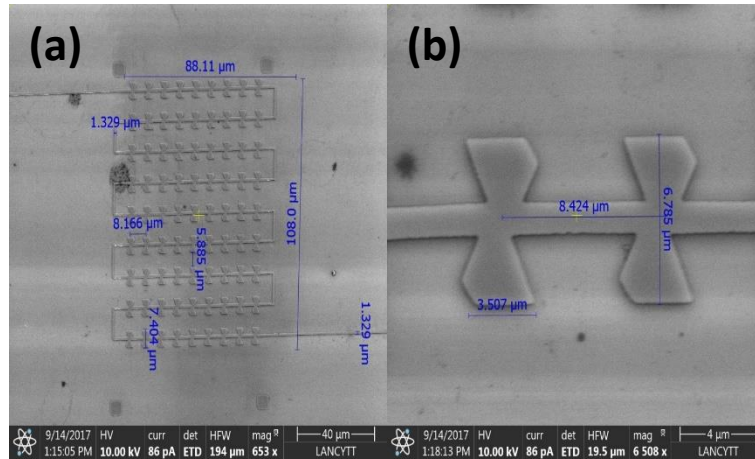 (a)
88.11 µm
1.329 µm
8.166 µm
5.885 µm
108.0 µm
7.404 µm
1.329 µm
9/14/2017 HV curr det HFW mag 40 µm
1:15:05 PM 10.00 kV 86 pA ETD 194 µm 653 x LANCYTT
(b)
8.424 µm
6.785 µm
3.507 µm
9/14/2017 HV curr det HFW mag 4 µm
1:18:13 PM 10.00 kV 86 pA ETD 19.5 µm 6 508 x LANCYTT